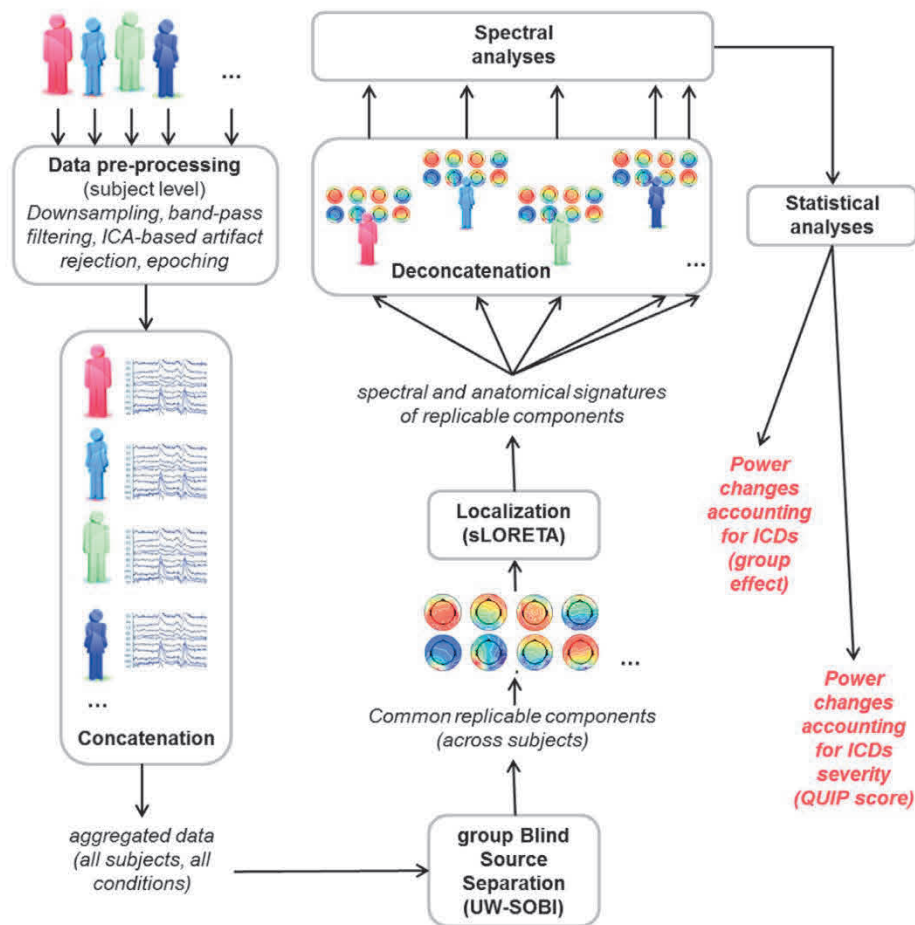 ...
Data pre-processing
(subject level)
Downsampling, band-pass
filtering, ICA-based artifact
rejection, epoching
...
Concatenation
aggregated data
(all subjects, all
conditions)
group Blind
Source
Separation
(UW-SOBI)
Common replicable components
(across subjects)
...
Localization
(sLORETA)
spectral and anatomical signatures
of replicable components
Deconcatenation
...
Spectral
analyses
Statistical
analyses
Power
changes
accounting
for ICDs
(group
effect)
Power
changes
accounting
for ICDs
severity
(QUIP score)